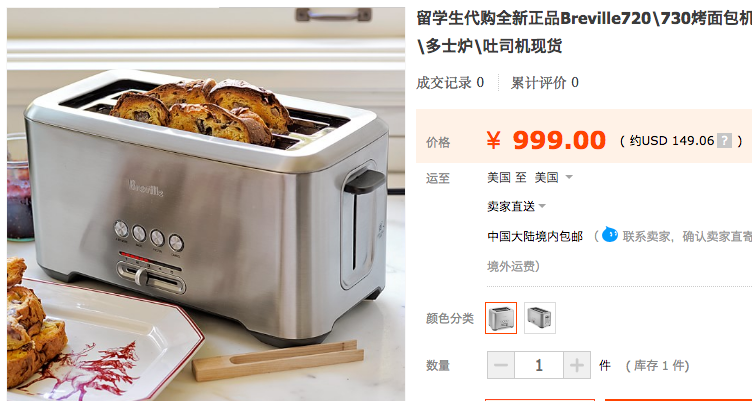 留学生代购全新正品Breville720\730烤面包机
\多士炉\吐司机现货
成交记录 0 累计评价 0
价格 ¥ 999.00 ( 约USD 149.06 ? )
运至 美国 至 美国
卖家直送
中国大陆境内包邮 ( 联系卖家，确认卖家直寄
境外运费)
颜色分类
数量 1 件 ( 库存 1 件)
Breville